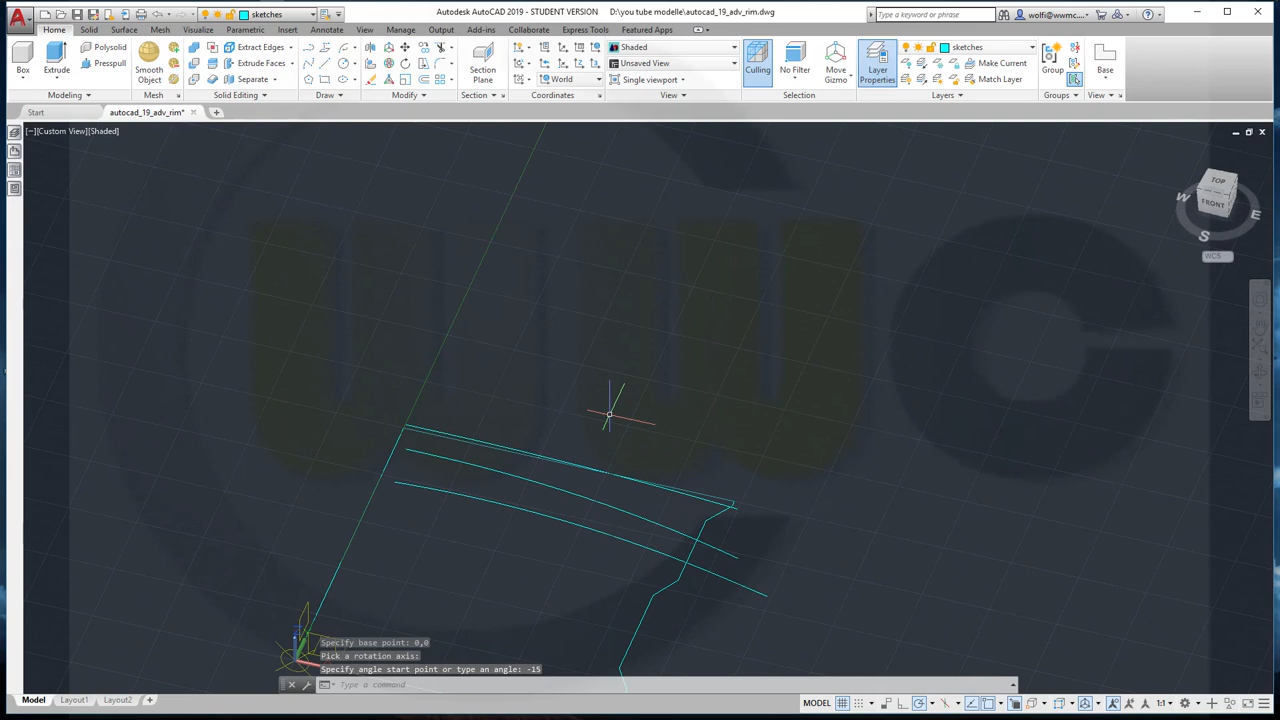 Autodesk AutoCAD 2019 - STUDENT VERSION D:\you tube modelle\autocad_19_adv_rim.dwg
sketches
Type a keyword or phrase
wolfi@wwmc...
Home Solid Surface Mesh Visualize Parametric Insert Annotate View Manage Output Add-ins Collaborate Express Tools Featured Apps
Box
Extrude
Polysolid
Presspull
Smooth Object
Extrude Edges
Extrude Faces
Separate
Section Plane
World
Shaded
Unsaved View
Single viewport
Culling
No Filter
Move Gizmo
Layer Properties
sketches
Make Current
Match Layer
Group
Base
Modeling
Mesh
Solid Editing
Draw
Modify
Section
Coordinates
View
Selection
Layers
Groups
View
Start
autocad_19_adv_rim*
[−][Custom View][Shaded]
TOP
FRONT
W
E
S
WCS
Specify base point: 0,0
Pick a rotation axis:
Specify angle start point or type an angle: -15
Type a command
Model Layout1 Layout2
MODEL
1:1